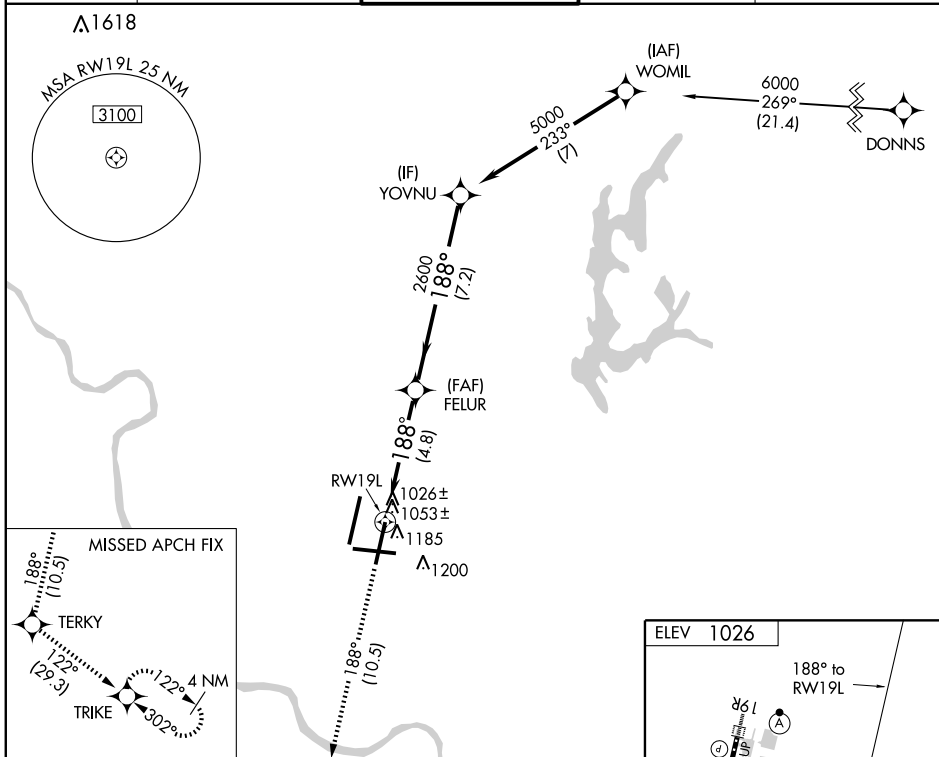 1618
MSA RW19L 25 NM
3100
(IAF)
WOMIL
6000
269°
(21.4)
DONNS
5000
233°
(7)
(IF)
YOVNU
2600
188°
(7.2)
(FAF)
FELUR
188°
(4.8)
RW19L
1026±
1053±
1185
1200
188°
(10.5)
MISSED APCH FIX
188°
(10.5)
TERKY
122°
(29.3)
TRIKE
122°
4 NM
302°
ELEV 1026
188° to
RW19L
19R
A
P
UP